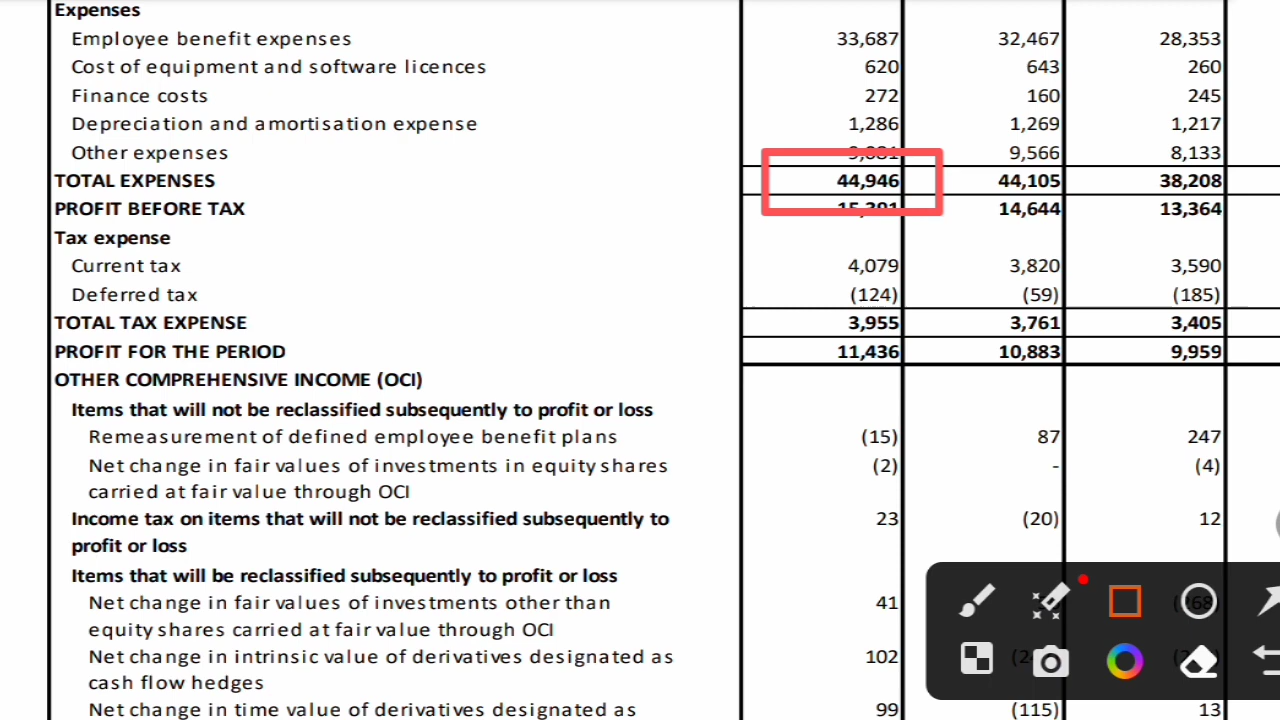 Expenses
Employee benefit expenses 33,687 32,467 28,353
Cost of equipment and software licences 620 643 260
Finance costs 272 160 245
Depreciation and amortisation expense 1,286 1,269 1,217
Other expenses 9,081 9,566 8,133
TOTAL EXPENSES 44,946 44,105 38,208
PROFIT BEFORE TAX 15,391 14,644 13,364
Tax expense
Current tax 4,079 3,820 3,590
Deferred tax (124) (59) (185)
TOTAL TAX EXPENSE 3,955 3,761 3,405
PROFIT FOR THE PERIOD 11,436 10,883 9,959
OTHER COMPREHENSIVE INCOME (OCI)
Items that will not be reclassified subsequently to profit or loss
Remeasurement of defined employee benefit plans (15) 87 247
Net change in fair values of investments in equity shares (2) - (4)
carried at fair value through OCI
Income tax on items that will not be reclassified subsequently to 23 (20) 12
profit or loss
Items that will be reclassified subsequently to profit or loss
Net change in fair values of investments other than 41
equity shares carried at fair value through OCI
Net change in intrinsic value of derivatives designated as 102
cash flow hedges
Net change in time value of derivatives designated as 99 (115) 13